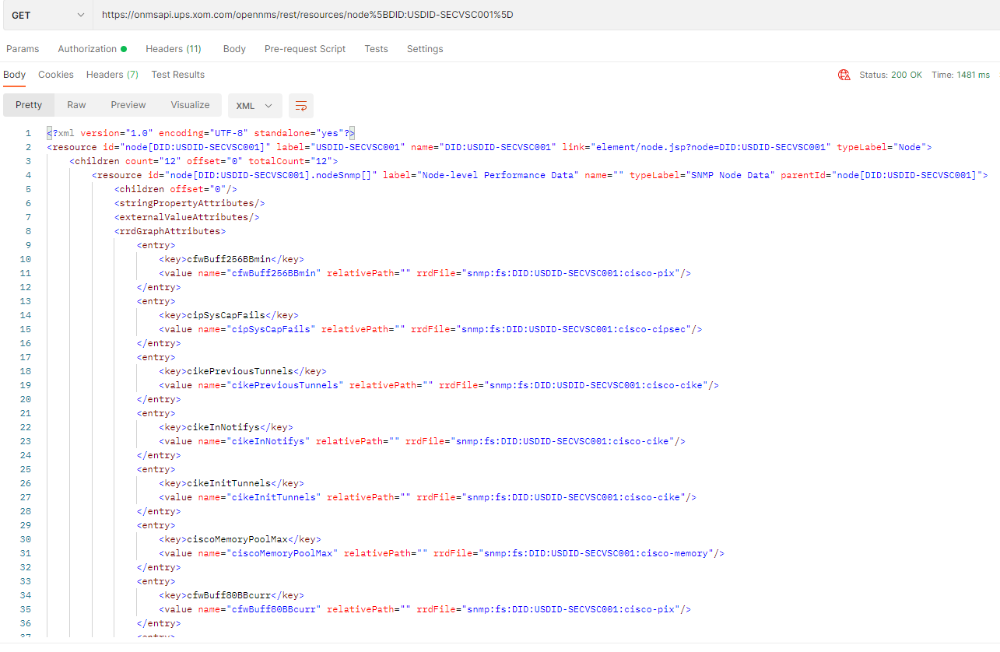 GET https://onmsapi.ups.xom.com/opennms/rest/resources/node%5BDID:USDID-SECVSC001%5D
Params Authorization Headers (11) Body Pre-request Script Tests Settings
Body Cookies Headers (7) Test Results Status: 200 OK Time: 1481 ms
Pretty Raw Preview Visualize XML
1 <?xml version="1.0" encoding="UTF-8" standalone="yes"?>
2 <resource id="node[DID:USDID-SECVSC001]" label="USDID-SECVSC001" name="DID:USDID-SECVSC001" link="element/node.jsp?node=DID:USDID-SECVSC001" typeLabel="Node">
3 <children count="12" offset="0" totalCount="12">
4 <resource id="node[DID:USDID-SECVSC001].nodeSnmp[]" label="Node-level Performance Data" name="" typeLabel="SNMP Node Data" parentId="node[DID:USDID-SECVSC001]">
5 <children offset="0"/>
6 <stringPropertyAttributes/>
7 <externalValueAttributes/>
8 <rrdGraphAttributes>
9 <entry>
10 <key>cfwBuff256BBmin</key>
11 <value name="cfwBuff256BBmin" relativePath="" rrdFile="snmp:fs:DID:USDID-SECVSC001:cisco-pix"/>
12 </entry>
13 <entry>
14 <key>cipSysCapFails</key>
15 <value name="cipSysCapFails" relativePath="" rrdFile="snmp:fs:DID:USDID-SECVSC001:cisco-cipsec"/>
16 </entry>
17 <entry>
18 <key>cikePreviousTunnels</key>
19 <value name="cikePreviousTunnels" relativePath="" rrdFile="snmp:fs:DID:USDID-SECVSC001:cisco-cike"/>
20 </entry>
21 <entry>
22 <key>cikeInNotifys</key>
23 <value name="cikeInNotifys" relativePath="" rrdFile="snmp:fs:DID:USDID-SECVSC001:cisco-cike"/>
24 </entry>
25 <entry>
26 <key>cikeInitTunnels</key>
27 <value name="cikeInitTunnels" relativePath="" rrdFile="snmp:fs:DID:USDID-SECVSC001:cisco-cike"/>
28 </entry>
29 <entry>
30 <key>ciscoMemoryPoolMax</key>
31 <value name="ciscoMemoryPoolMax" relativePath="" rrdFile="snmp:fs:DID:USDID-SECVSC001:cisco-memory"/>
32 </entry>
33 <entry>
34 <key>cfwBuff80BBcurr</key>
35 <value name="cfwBuff80BBcurr" relativePath="" rrdFile="snmp:fs:DID:USDID-SECVSC001:cisco-pix"/>
36 </entry>
37 <entry>